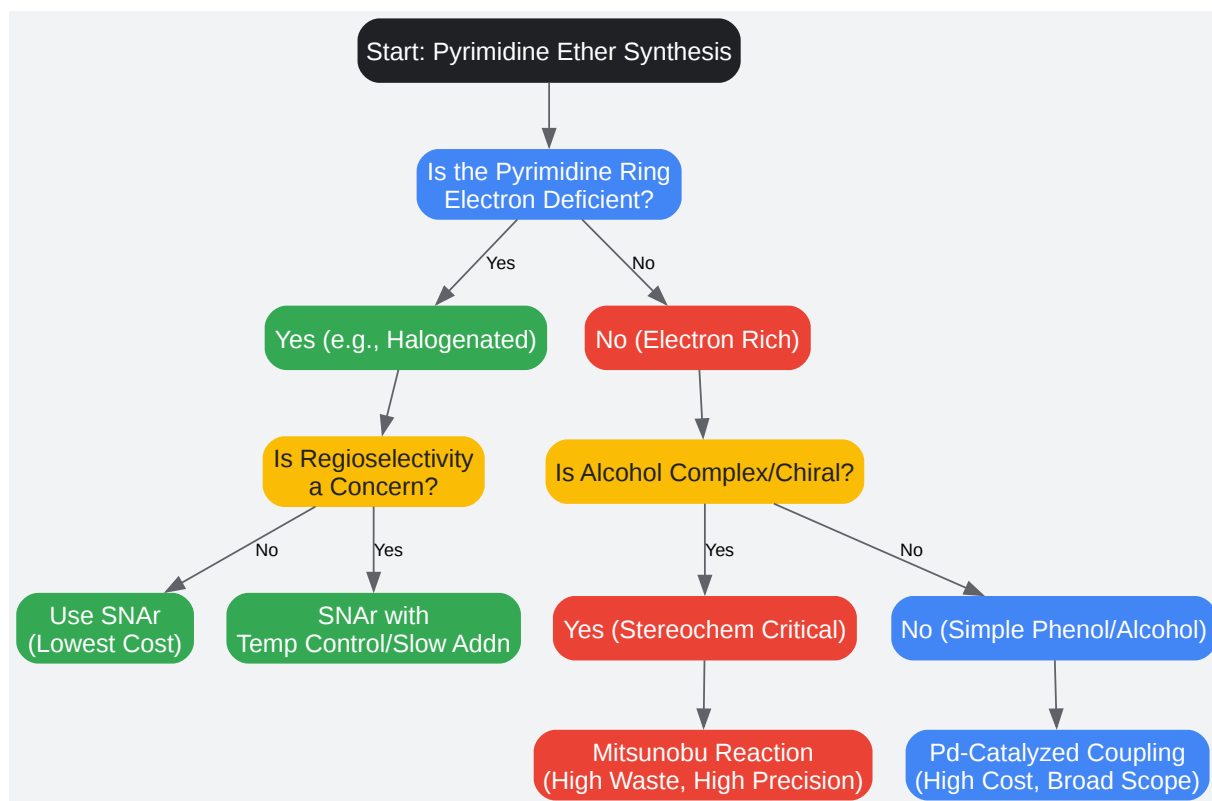 Start: Pyrimidine Ether Synthesis
Is the Pyrimidine Ring
Electron Deficient?
Yes
No
Yes (e.g., Halogenated)
No (Electron Rich)
Is Regioselectivity
a Concern?
Is Alcohol Complex/Chiral?
No
Yes
Yes
No
Use SNAr
(Lowest Cost)
SNAr with
Temp Control/Slow Addn
Yes (Stereochem Critical)
No (Simple Phenol/Alcohol)
Mitsunobu Reaction
(High Waste, High Precision)
Pd-Catalyzed Coupling
(High Cost, Broad Scope)